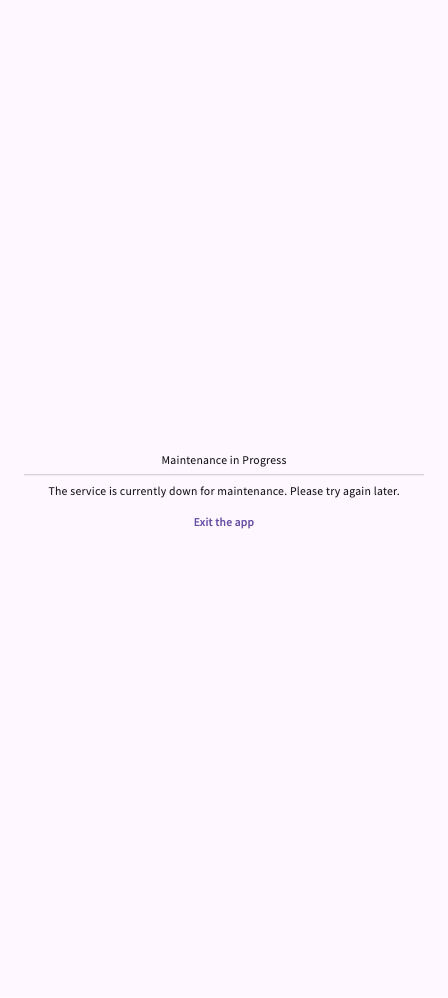 Maintenance in Progress
The service is currently down for maintenance. Please try again later.
Exit the app